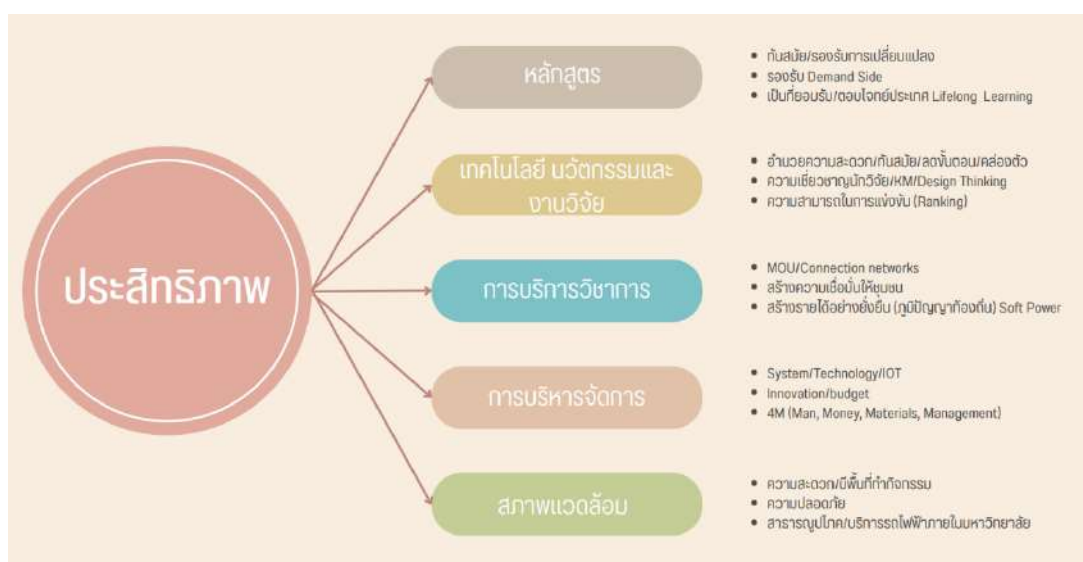 ประสิทธิภาพ
หลักสูตร
• ทันสมัย/รองรับการเปลี่ยนแปลง
• รองรับ Demand Side
• เป็นที่ยอมรับ/ตอบโจทย์ประเทศ Lifelong Learning
เทคโนโลยี นวัตกรรมและ
งานวิจัย
• อำนวยความสะดวก/ทันสมัย/ลดขั้นตอน/คล่องตัว
• ความเชี่ยวชาญนักวิจัย/KM/Design Thinking
• ความสามารถในการแข่งขัน (Ranking)
การบริการวิชาการ
• MOU/Connection networks
• สร้างความเชื่อมั่นให้ชุมชน
• สร้างรายได้อย่างยั่งยืน (ภูมิปัญญาท้องถิ่น) Soft Power
การบริหารจัดการ
• System/Technology/IOT
• Innovation/budget
• 4M (Man, Money, Materials, Management)
สภาพแวดล้อม
• ความสะดวก/มีพื้นที่ทำกิจกรรม
• ความปลอดภัย
• สาธารณูปโภค/บริการรถไฟฟ้าภายในมหาวิทยาลัย